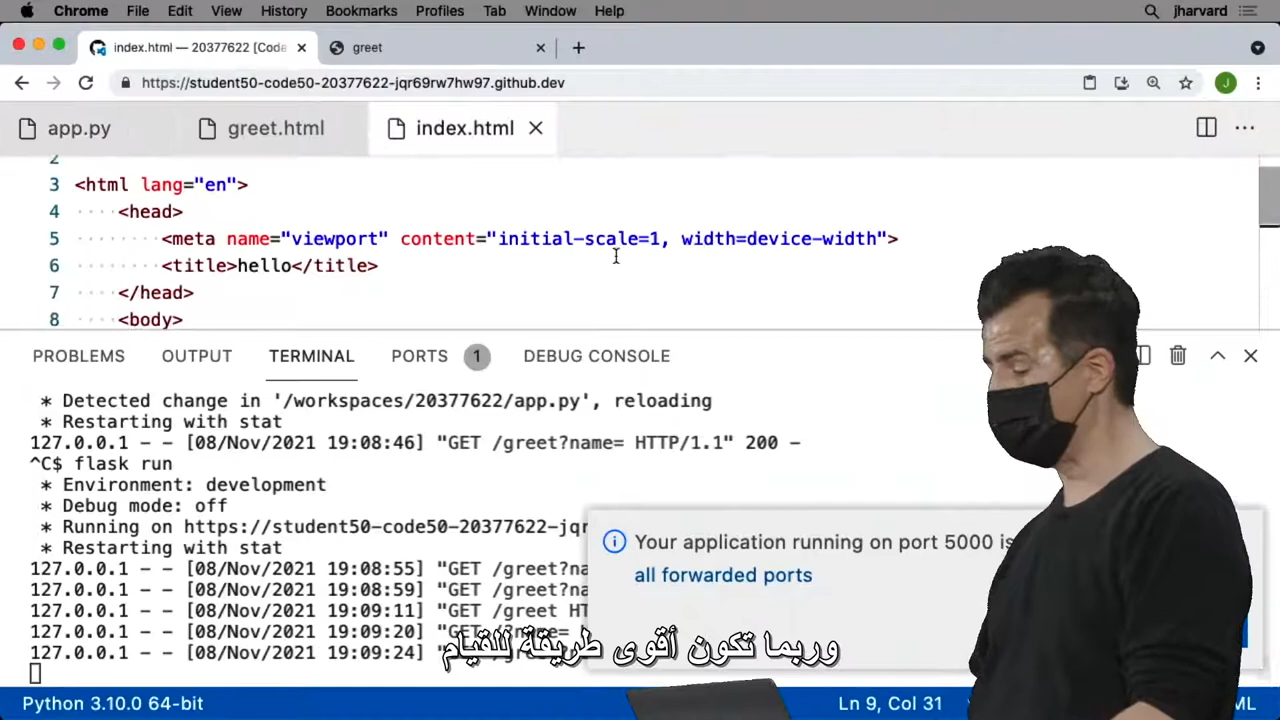 Chrome File Edit View History Bookmarks Profiles Tab Window Help jharvard
index.html — 20377622 [Code greet
https://student50-code50-20377622-jqr69rw7hw97.github.dev J
app.py greet.html index.html
2
3 <html lang="en">
4 <head>
5 <meta name="viewport" content="initial-scale=1, width=device-width">
6 <title>hello</title>
7 </head>
8 <body>
PROBLEMS OUTPUT TERMINAL PORTS 1 DEBUG CONSOLE
* Detected change in '/workspaces/20377622/app.py', reloading
* Restarting with stat
127.0.0.1 - - [08/Nov/2021 19:08:46] "GET /greet?name= HTTP/1.1" 200 -
^C$ flask run
* Environment: development
* Debug mode: off
* Running on https://student50-code50-20377622-jqr
* Restarting with stat
127.0.0.1 - - [08/Nov/2021 19:08:55] "GET /greet?na
127.0.0.1 - - [08/Nov/2021 19:08:59] "GET /greet?na
127.0.0.1 - - [08/Nov/2021 19:09:11] "GET /greet HT
127.0.0.1 - - [08/Nov/2021 19:09:20] "GET /?name=
127.0.0.1 - - [08/Nov/2021 19:09:24] "GET
Your application running on port 5000 is
all forwarded ports
وربما تكون أقوى طريقة للقيام
Python 3.10.0 64-bit Ln 9, Col 31 ML